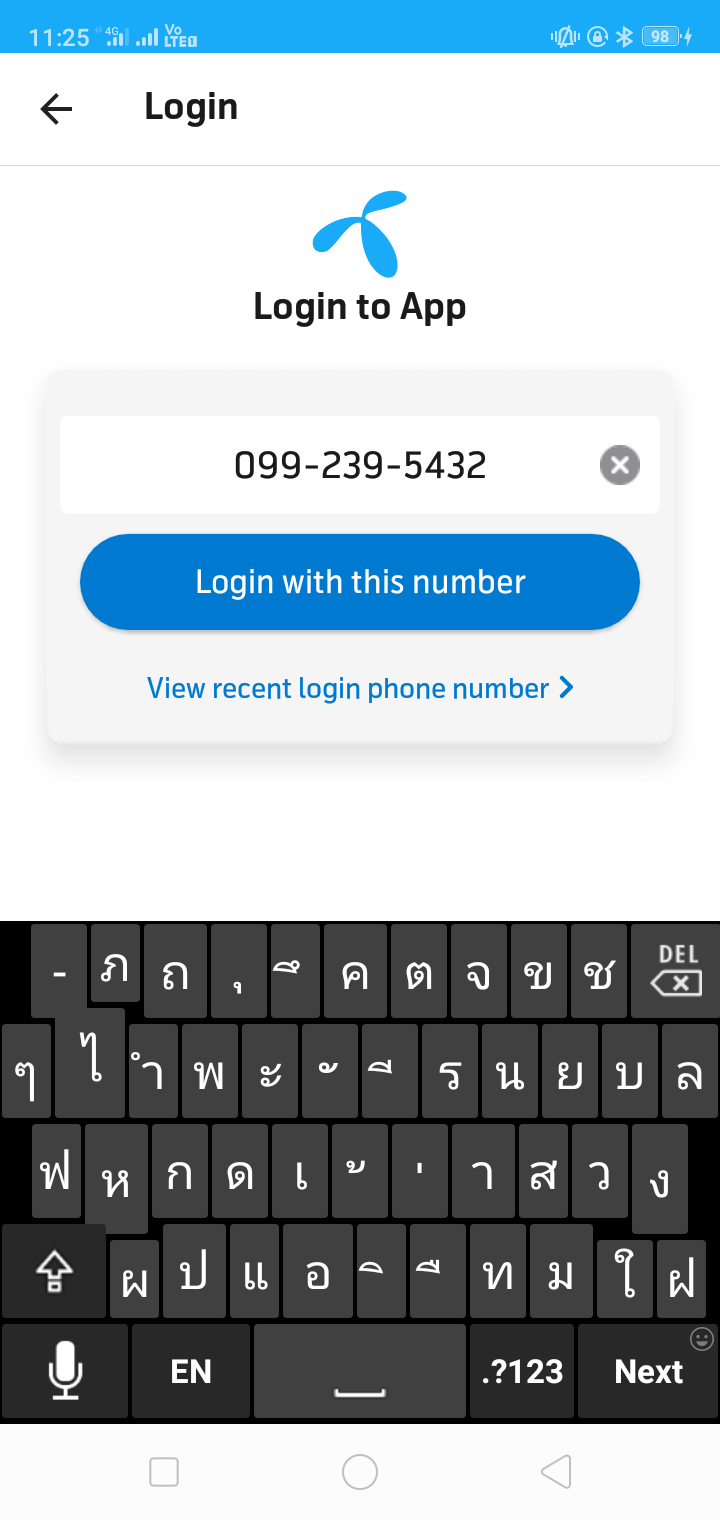 11:25 4G Vo LTE 1 98
Login
Login to App
099-239-5432
Login with this number
View recent login phone number
- ภ ถ ุ ึ ค ต จ ข ช DEL
ๆ ไ ำ พ ะ ั ี ร น ย บ ล
ฟ ห ก ด เ ้ ่ า ส ว ง
ผ ป แ อ ิ ื ท ม ใ ฝ
EN .?123 Next